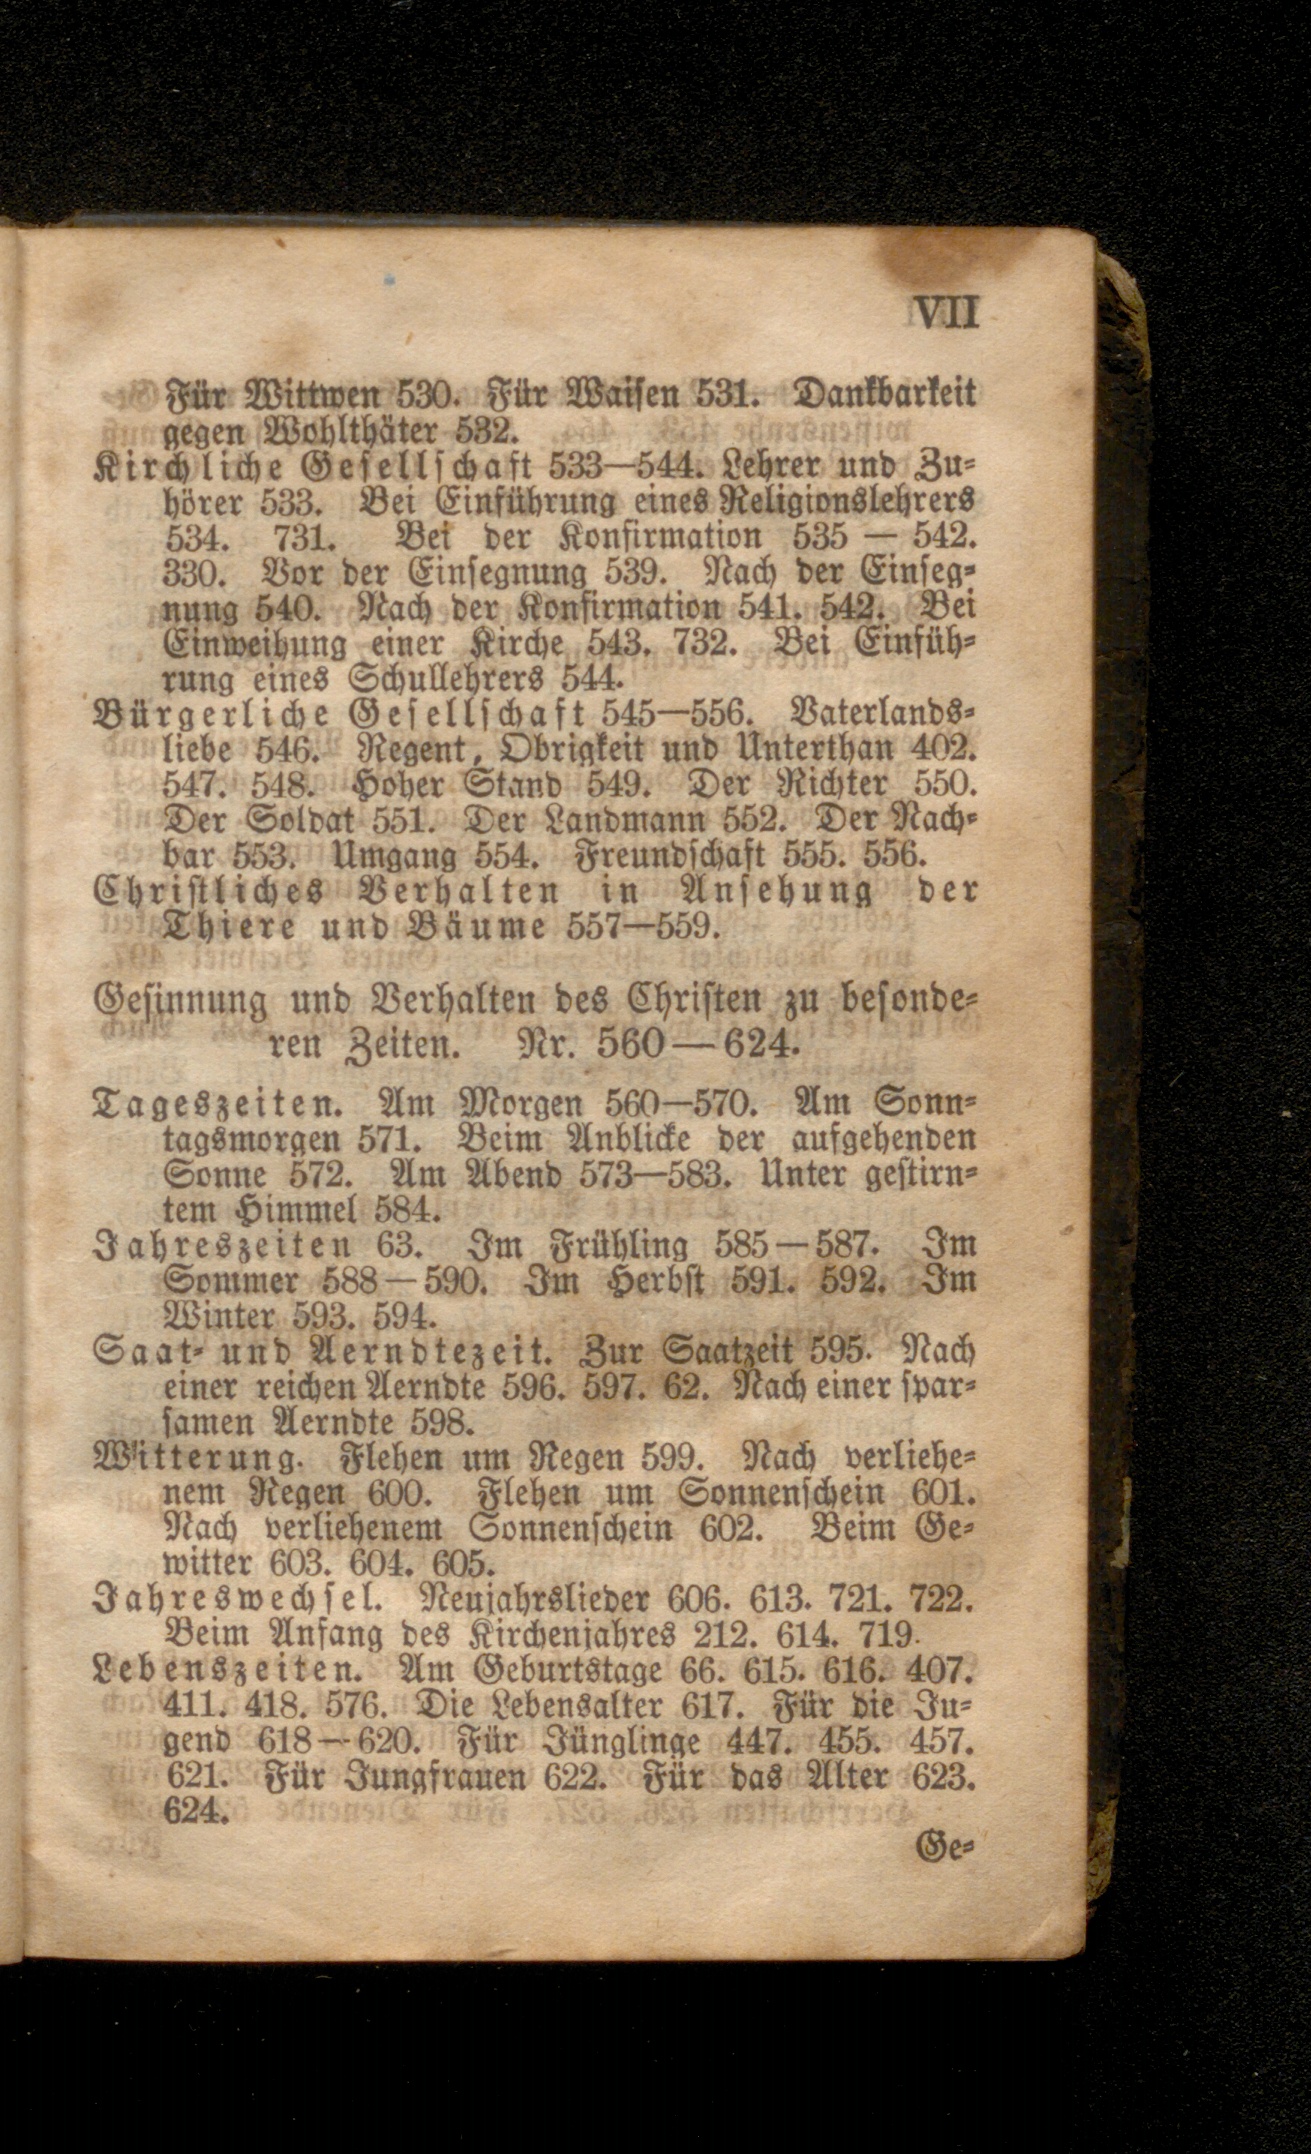 VII
Für Wittwen 530. Für Waisen 531. Dankbarkeit
gegen Wohlthäter 532.
Kirchliche Gesellschaft 533—544. Lehrer und Zu-
hörer 533. Bei Einführung eines Religionslehrers
534. 731. Bei der Konfirmation 535 — 542.
330. Vor der Einsegnung 539. Nach der Einseg-
nung 540. Nach der Konfirmation 541. 542. Bei
Einweihung einer Kirche 543. 732. Bei Einfüh-
rung eines Schullehrers 544.
Bürgerliche Gesellschaft 545—556. Vaterlands-
liebe 546. Regent, Obrigkeit und Unterthan 402.
547. 548. Hoher Stand 549. Der Richter 550.
Der Soldat 551. Der Landmann 552. Der Nach-
bar 553. Umgang 554. Freundschaft 555. 556.
Christliches Verhalten in Ansehung der
Thiere und Bäume 557—559.
Gesinnung und Verhalten des Christen zu besonde-
ren Zeiten. Nr. 560—624.
Tageszeiten. Am Morgen 560—570. Am Sonn-
tagsmorgen 571. Beim Anblicke der aufgehenden
Sonne 572. Am Abend 573—583. Unter gestirn-
tem Himmel 584.
Jahreszeiten 63. Im Frühling 585—587. Im
Sommer 588—590. Im Herbst 591. 592. Im
Winter 593. 594.
Saat- und Aerndtezeit. Zur Saatzeit 595. Nach
einer reichen Aerndte 596. 597. 62. Nach einer spar-
samen Aerndte 598.
Witterung. Flehen um Regen 599. Nach verliehe-
nem Regen 600. Flehen um Sonnenschein 601.
Nach verliehenem Sonnenschein 602. Beim Ge-
witter 603. 604. 605.
Jahreswechsel. Neujahrslieder 606. 613. 721. 722.
Beim Anfang des Kirchenjahres 212. 614. 719.
Lebenszeiten. Am Geburtstage 66. 615. 616. 407.
411. 418. 576. Die Lebensalter 617. Für die Ju-
gend 618—620. Für Jünglinge 447. 455. 457.
621. Für Jungfrauen 622. Für das Alter 623.
624.
Ge-